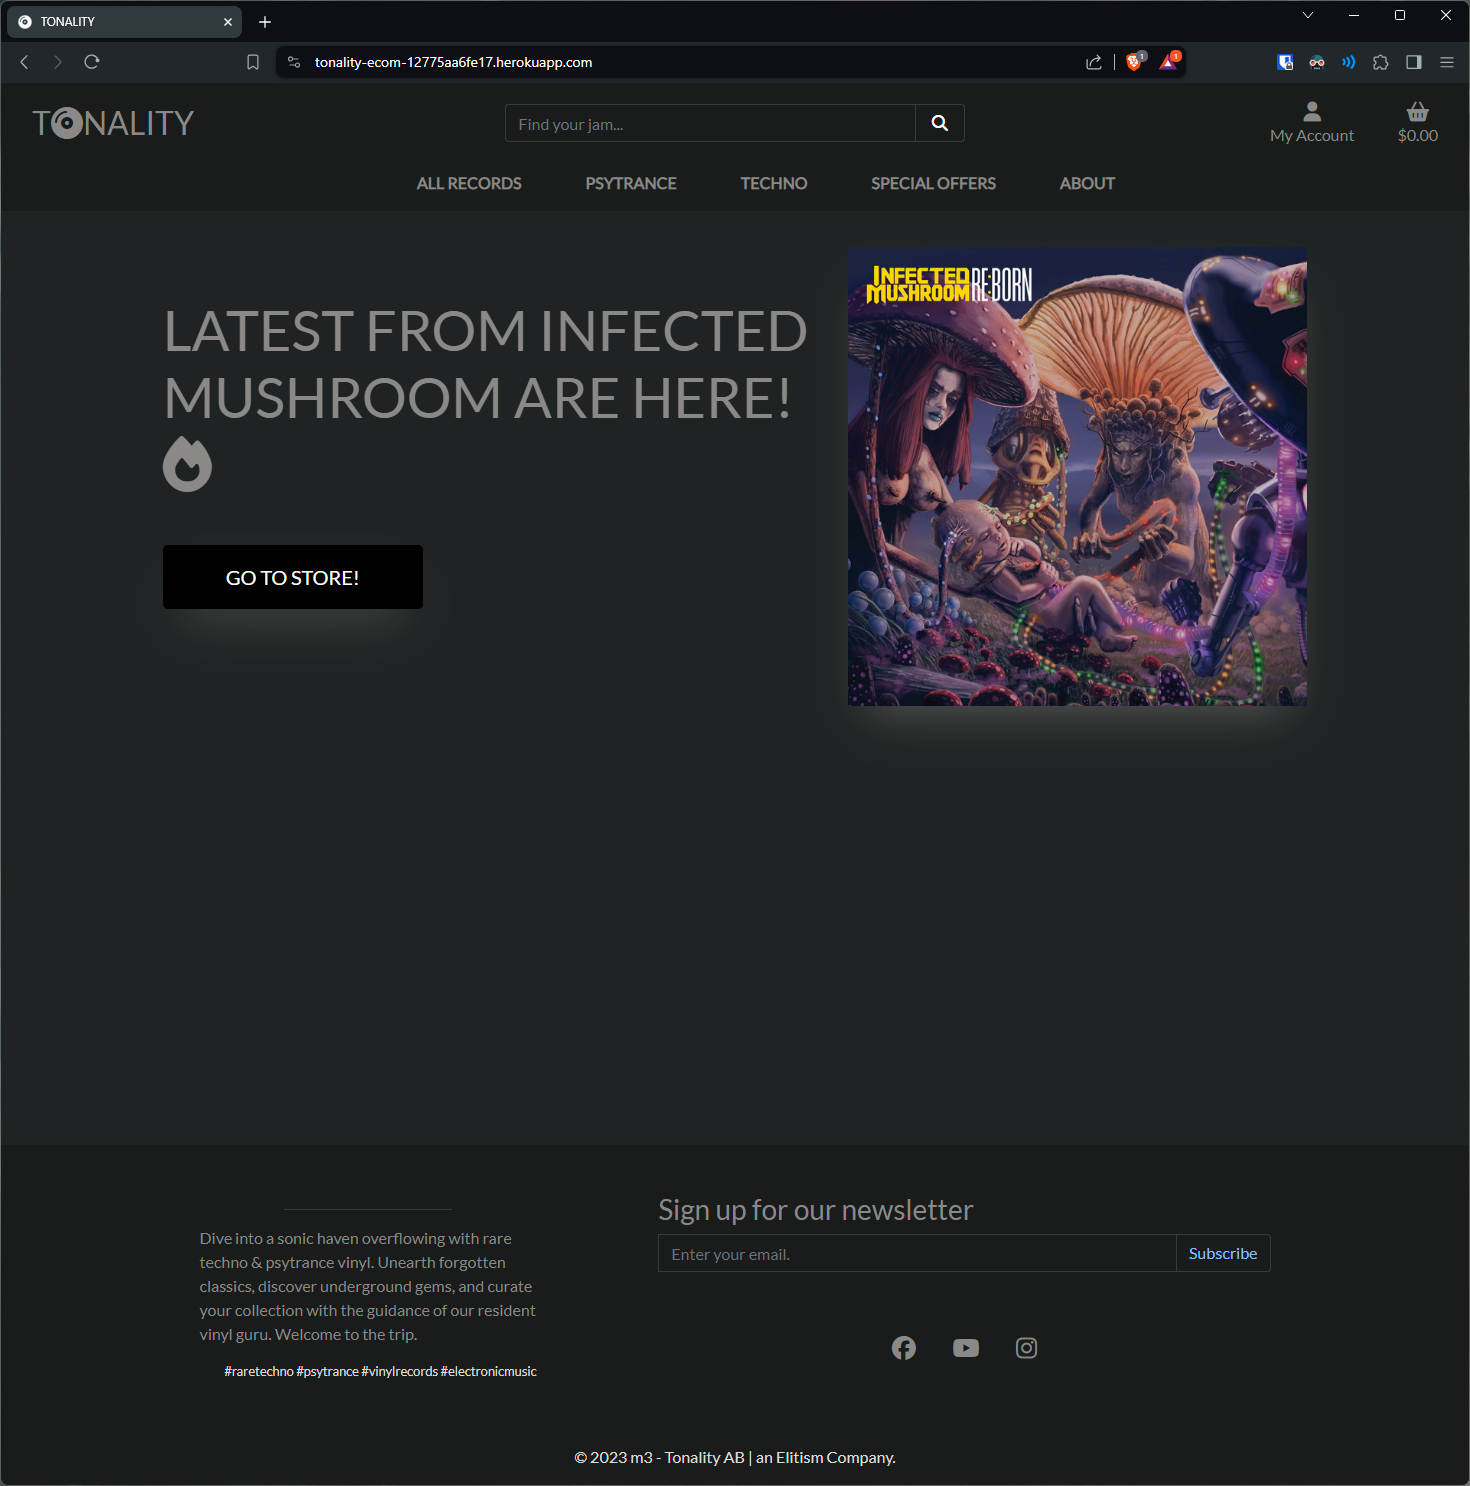 TONALITY
tonality-ecom-12775aa6fe17.herokuapp.com
1
1
TONALITY
Find your jam...
My Account
$0.00
ALL RECORDS
PSYTRANCE
TECHNO
SPECIAL OFFERS
ABOUT
LATEST FROM INFECTED
MUSHROOM ARE HERE!
GO TO STORE!
INFECTED
MUSHROOM RE:BORN
Dive into a sonic haven overflowing with rare
techno & psytrance vinyl. Unearth forgotten
classics, discover underground gems, and curate
your collection with the guidance of our resident
vinyl guru. Welcome to the trip.
#raretechno #psytrance #vinylrecords #electronicmusic
Sign up for our newsletter
Enter your email.
Subscribe
© 2023 m3 - Tonality AB | an Elitism Company.